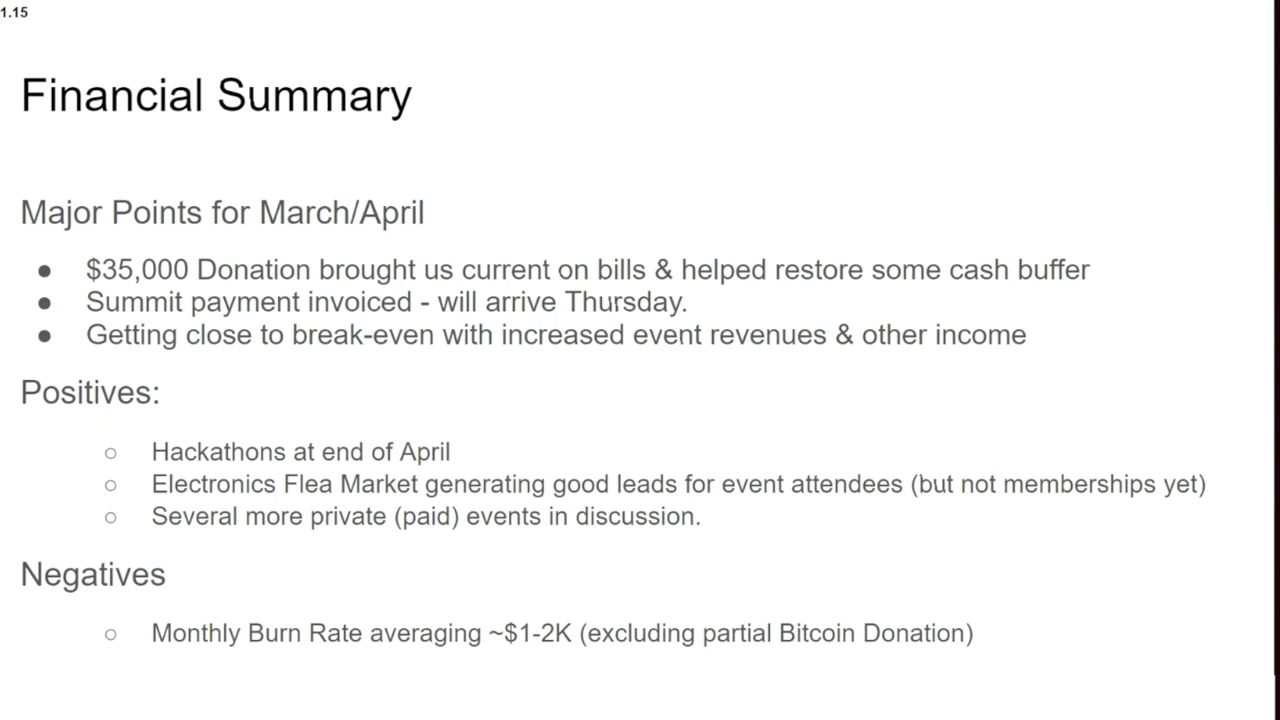 1.15
Financial Summary
Major Points for March/April
● $35,000 Donation brought us current on bills & helped restore some cash buffer
● Summit payment invoiced - will arrive Thursday.
● Getting close to break-even with increased event revenues & other income
Positives:
○ Hackathons at end of April
○ Electronics Flea Market generating good leads for event attendees (but not memberships yet)
○ Several more private (paid) events in discussion.
Negatives
○ Monthly Burn Rate averaging ~$1-2K (excluding partial Bitcoin Donation)